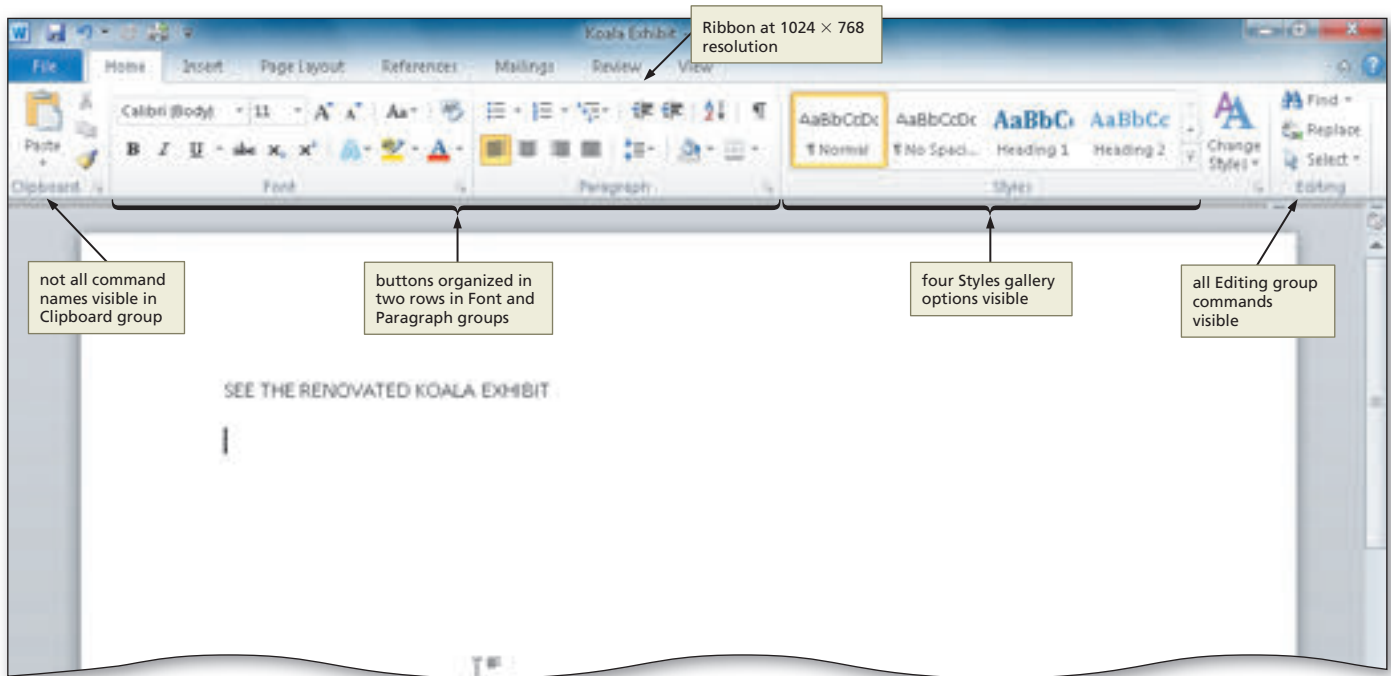 W
Koala Exhibit -
Ribbon at 1024 × 768
resolution
File Home Insert Page Layout References Mailings Review View
Calibri (Body) 11 A A Aa
AaBbCcDc AaBbCcDc AaBbC AaBbCc
A
Find
Replace
Select
Paste
B I U abc x, x² A A
¶ Normal ¶ No Spaci... Heading 1 Heading 2
Change
Styles
Clipboard Font Paragraph Styles Editing
not all command
names visible in
Clipboard group
buttons organized in
two rows in Font and
Paragraph groups
four Styles gallery
options visible
all Editing group
commands
visible
SEE THE RENOVATED KOALA EXHIBIT